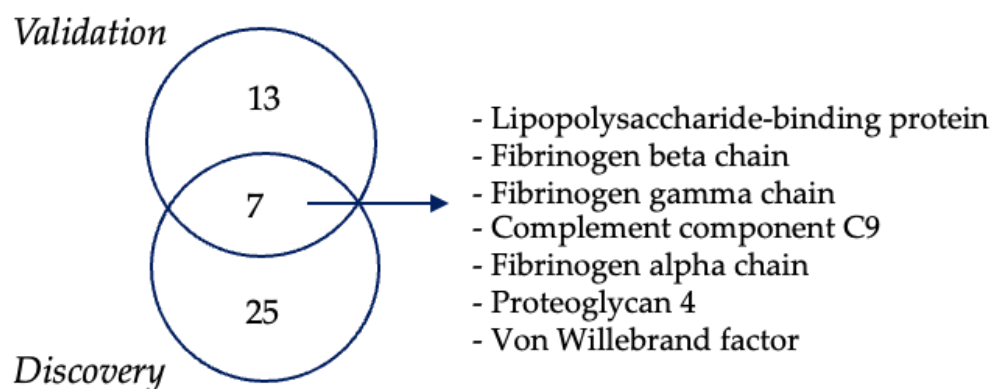 Validation
13
7
25
Discovery
- Lipopolysaccharide-binding protein
- Fibrinogen beta chain
- Fibrinogen gamma chain
- Complement component C9
- Fibrinogen alpha chain
- Proteoglycan 4
- Von Willebrand factor